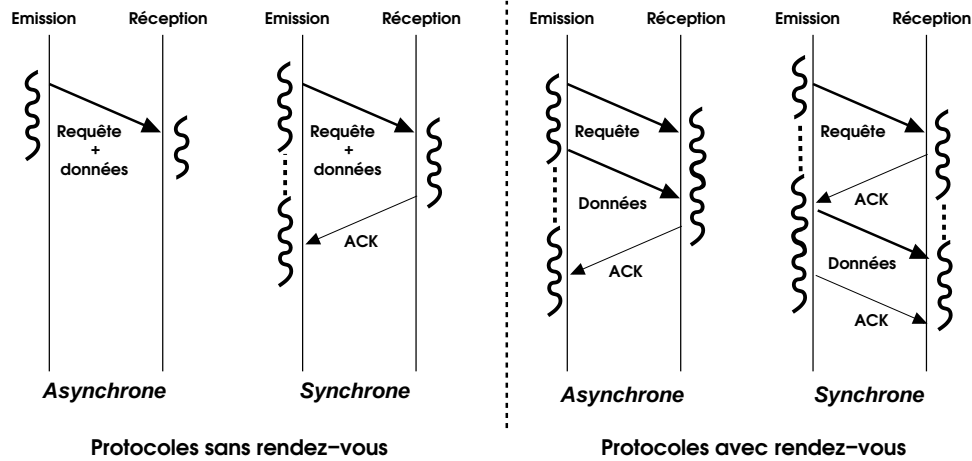 Emission Réception Emission Réception Emission Réception Emission Réception
Requête
+
données
Requête
+
données
ACK
Requête
Données
ACK
Requête
ACK
Données
ACK
Asynchrone Synchrone Asynchrone Synchrone
Protocoles sans rendez−vous Protocoles avec rendez−vous